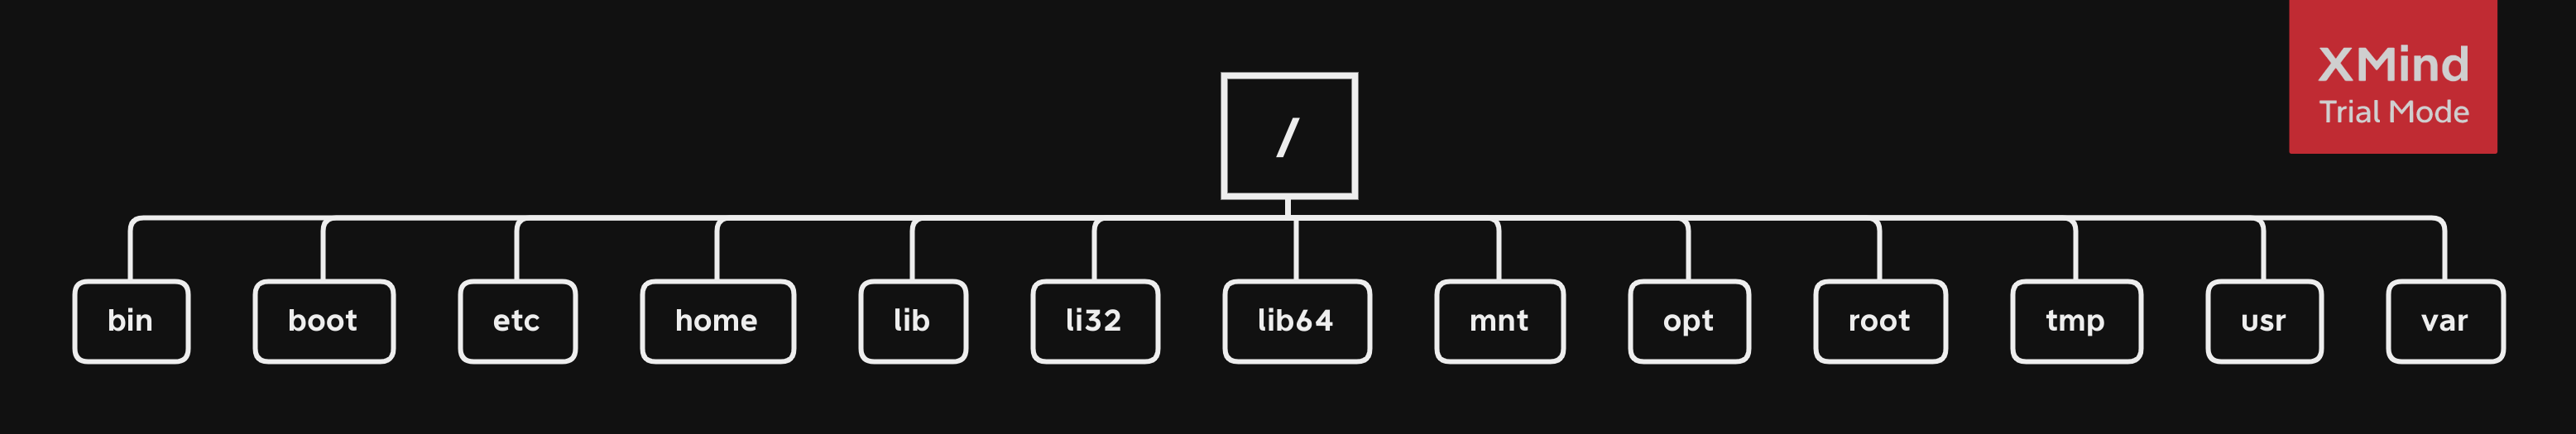 XMind
Trial Mode
/
bin
boot
etc
home
lib
li32
lib64
mnt
opt
root
tmp
usr
var